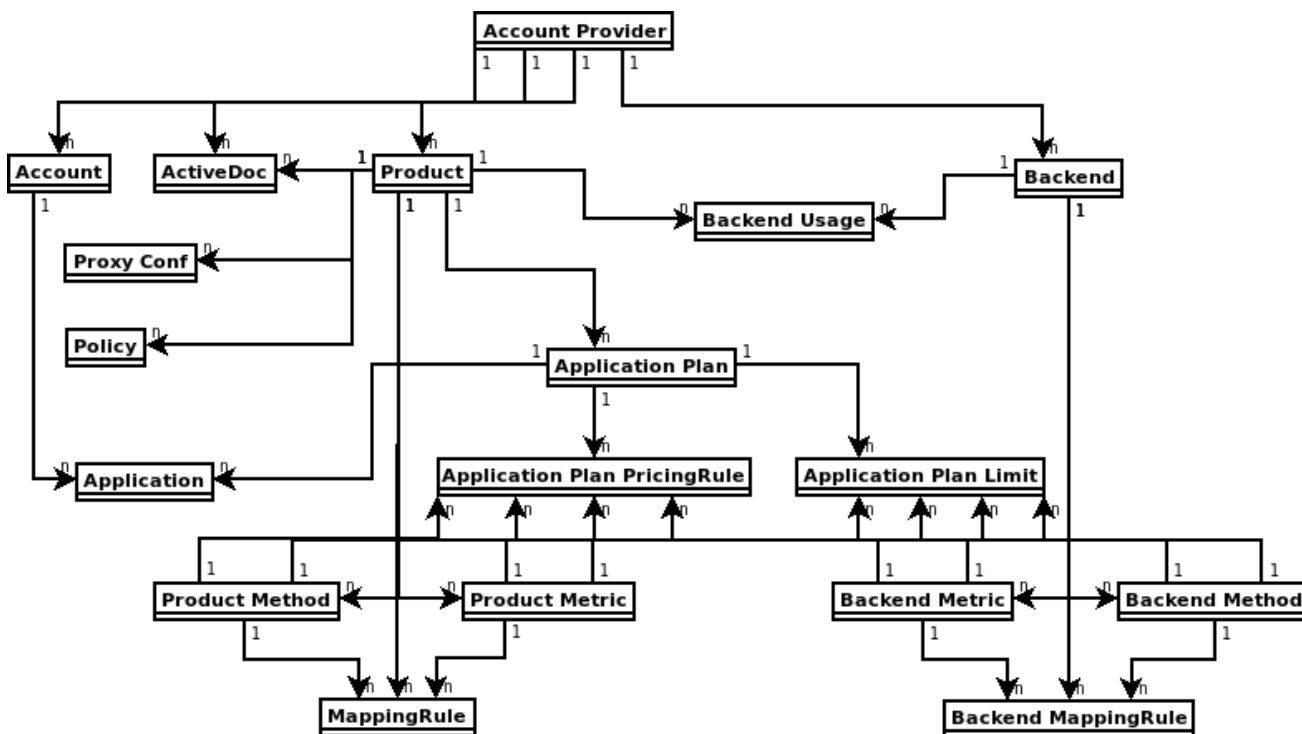 Account Provider
1 1 1 1
n n n n
Account
ActiveDoc
n
1
Product
1
1
Backend
1
1
1
n
Backend Usage
n
1
n
Proxy Conf
n
Policy
n
1
Application Plan
1
1
n
n
n
Application
n
Application Plan PricingRule
Application Plan Limit
n n n n
n n n n
1 1 1 1
1 1 1 1
Product Method
n
n
Product Metric
Backend Metric
n
n
Backend Method
1 1
1 1
n n n
n n n
MappingRule
Backend MappingRule